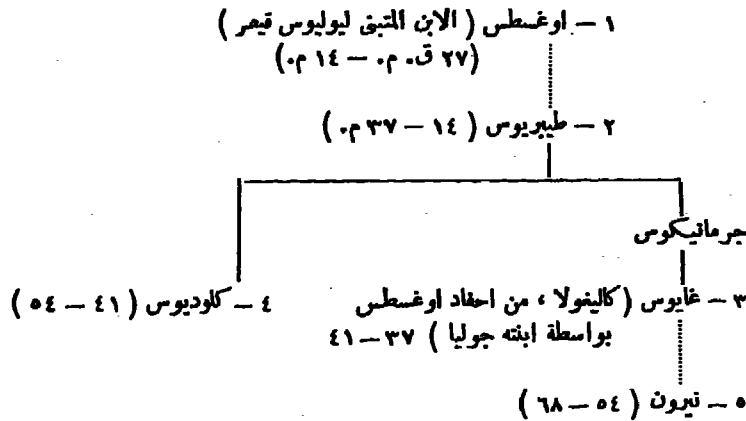 ١ – اوغسطس ( الابن المتبنى ليوليوس قيصر )
(٢٧ ق. م. – ١٤ م.)
٢ – طيبريوس ( ١٤ – ٣٧ م. )
جرمانيكوس
٣ – غايوس ( كاليغولا ، من احفاد اوغسطس
بواسطة ابنته جوليا ) ٣٧–٤١
٤ – كلوديوس ( ٤١ – ٥٤ )
٥ – نيرون ( ٥٤ – ٦٨ )